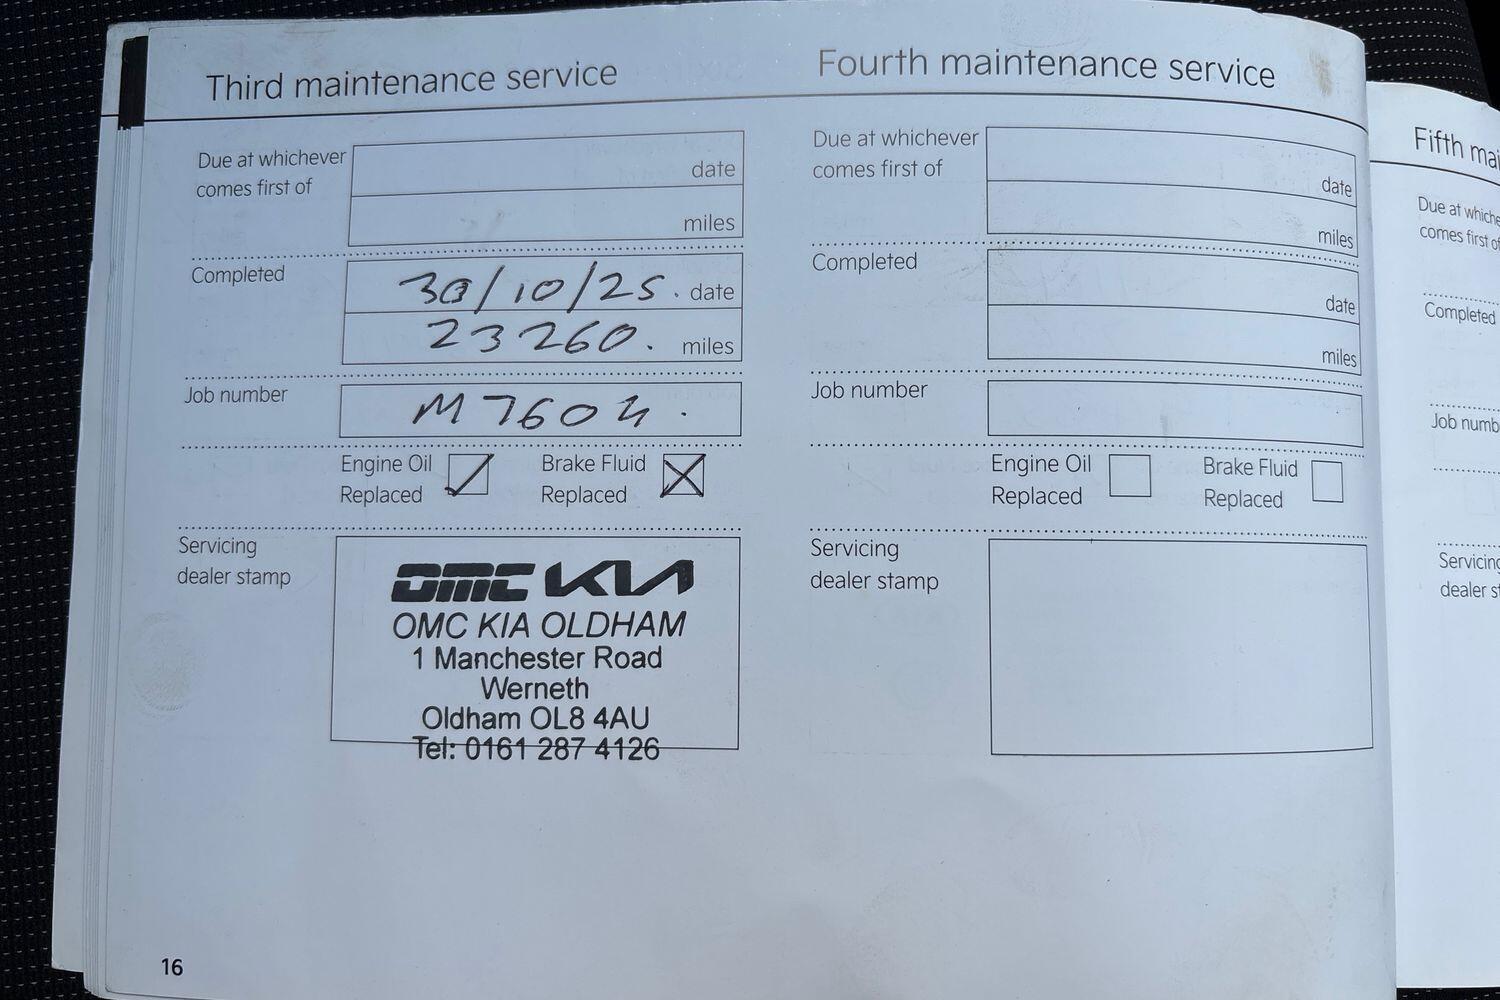 Third maintenance service
Due at whichever
comes first of
date
miles
Completed
30/10/25. date
23260. miles
Job number
M7604.
Engine Oil
Replaced
Brake Fluid
Replaced
Servicing
dealer stamp
OMC KIA
OMC KIA OLDHAM
1 Manchester Road
Werneth
Oldham OL8 4AU
Tel: 0161 287 4126
16
Fourth maintenance service
Due at whichever
comes first of
date
miles
Completed
date
miles
Job number
Engine Oil
Replaced
Brake Fluid
Replaced
Servicing
dealer stamp
Fifth mai
Due at whiche
comes first of
Completed
Job numb
Servicing
dealer st